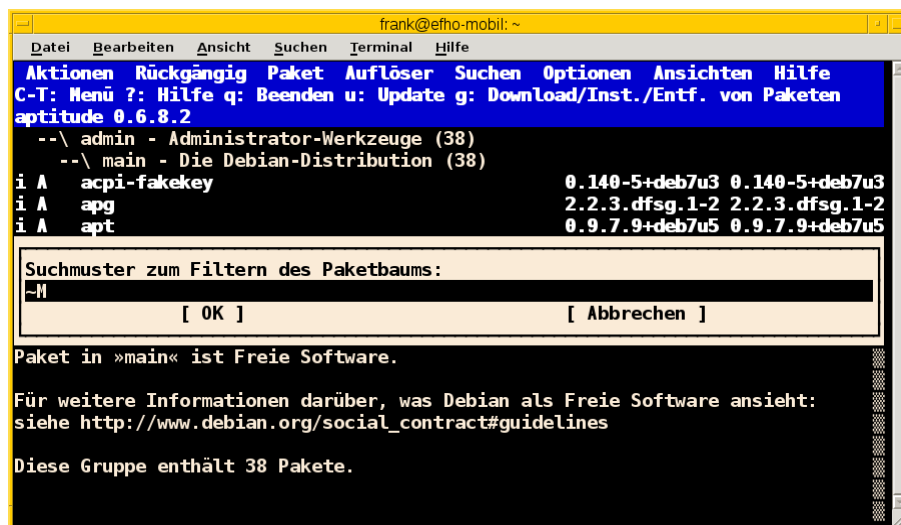 frank@efho-mobil: ~
Datei Bearbeiten Ansicht Suchen Terminal Hilfe
Aktionen Rückgängig Paket Auflöser Suchen Optionen Ansichten Hilfe
C-T: Menü ?: Hilfe q: Beenden u: Update g: Download/Inst./Entf. von Paketen
aptitude 0.6.8.2
--\ admin - Administrator-Werkzeuge (38)
--\ main - Die Debian-Distribution (38)
i A acpi-fakekey 0.140-5+deb7u3 0.140-5+deb7u3
i A apg 2.2.3.dfsg.1-2 2.2.3.dfsg.1-2
i A apt 0.9.7.9+deb7u5 0.9.7.9+deb7u5
Suchmuster zum Filtern des Paketbaums:
~M
[ OK ] [ Abbrechen ]
Paket in »main« ist Freie Software.
Für weitere Informationen darüber, was Debian als Freie Software ansieht:
siehe http://www.debian.org/social_contract#guidelines
Diese Gruppe enthält 38 Pakete.